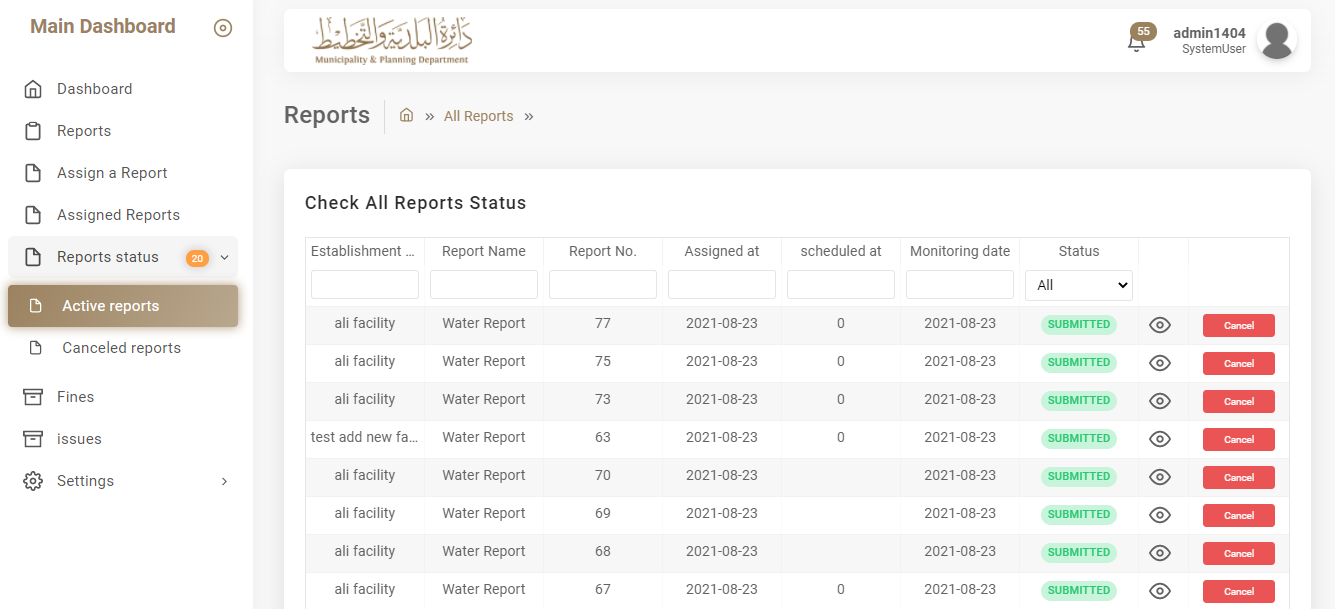 Main Dashboard
Dashboard
Reports
Assign a Report
Assigned Reports
Reports status 20
Active reports
Canceled reports
Fines
issues
Settings
دائرة البلدية والتخطيط
Municipality & Planning Department
55
admin1404
SystemUser
Reports » All Reports »
Check All Reports Status
Establishment ... Report Name Report No. Assigned at scheduled at Monitoring date Status
All
ali facility Water Report 77 2021-08-23 0 2021-08-23 SUBMITTED Cancel
ali facility Water Report 75 2021-08-23 0 2021-08-23 SUBMITTED Cancel
ali facility Water Report 73 2021-08-23 0 2021-08-23 SUBMITTED Cancel
test add new fa... Water Report 63 2021-08-23 0 2021-08-23 SUBMITTED Cancel
ali facility Water Report 70 2021-08-23 2021-08-23 SUBMITTED Cancel
ali facility Water Report 69 2021-08-23 2021-08-23 SUBMITTED Cancel
ali facility Water Report 68 2021-08-23 2021-08-23 SUBMITTED Cancel
ali facility Water Report 67 2021-08-23 0 2021-08-23 SUBMITTED Cancel